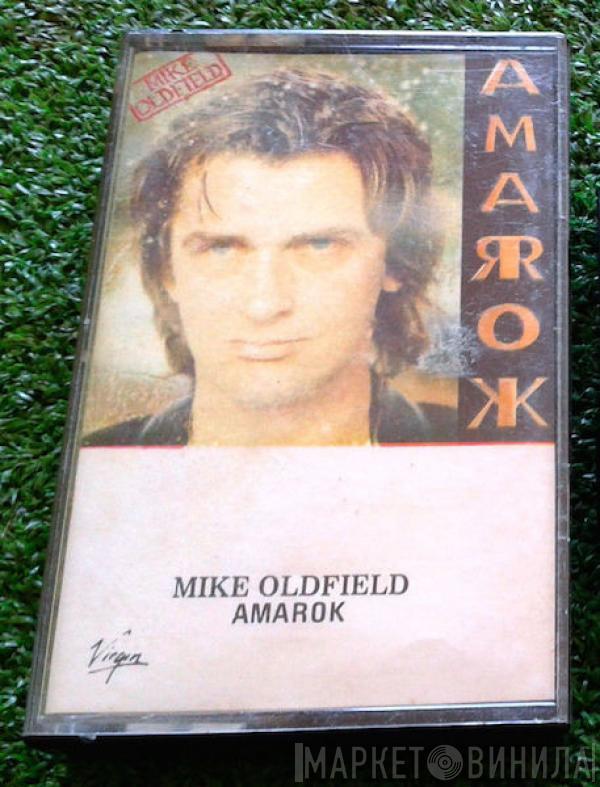 MIKE
OLDFIELD
AMAROK
MIKE OLDFIELD
AMAROK
Virgin
МАРКЕТ ВИНИЛА